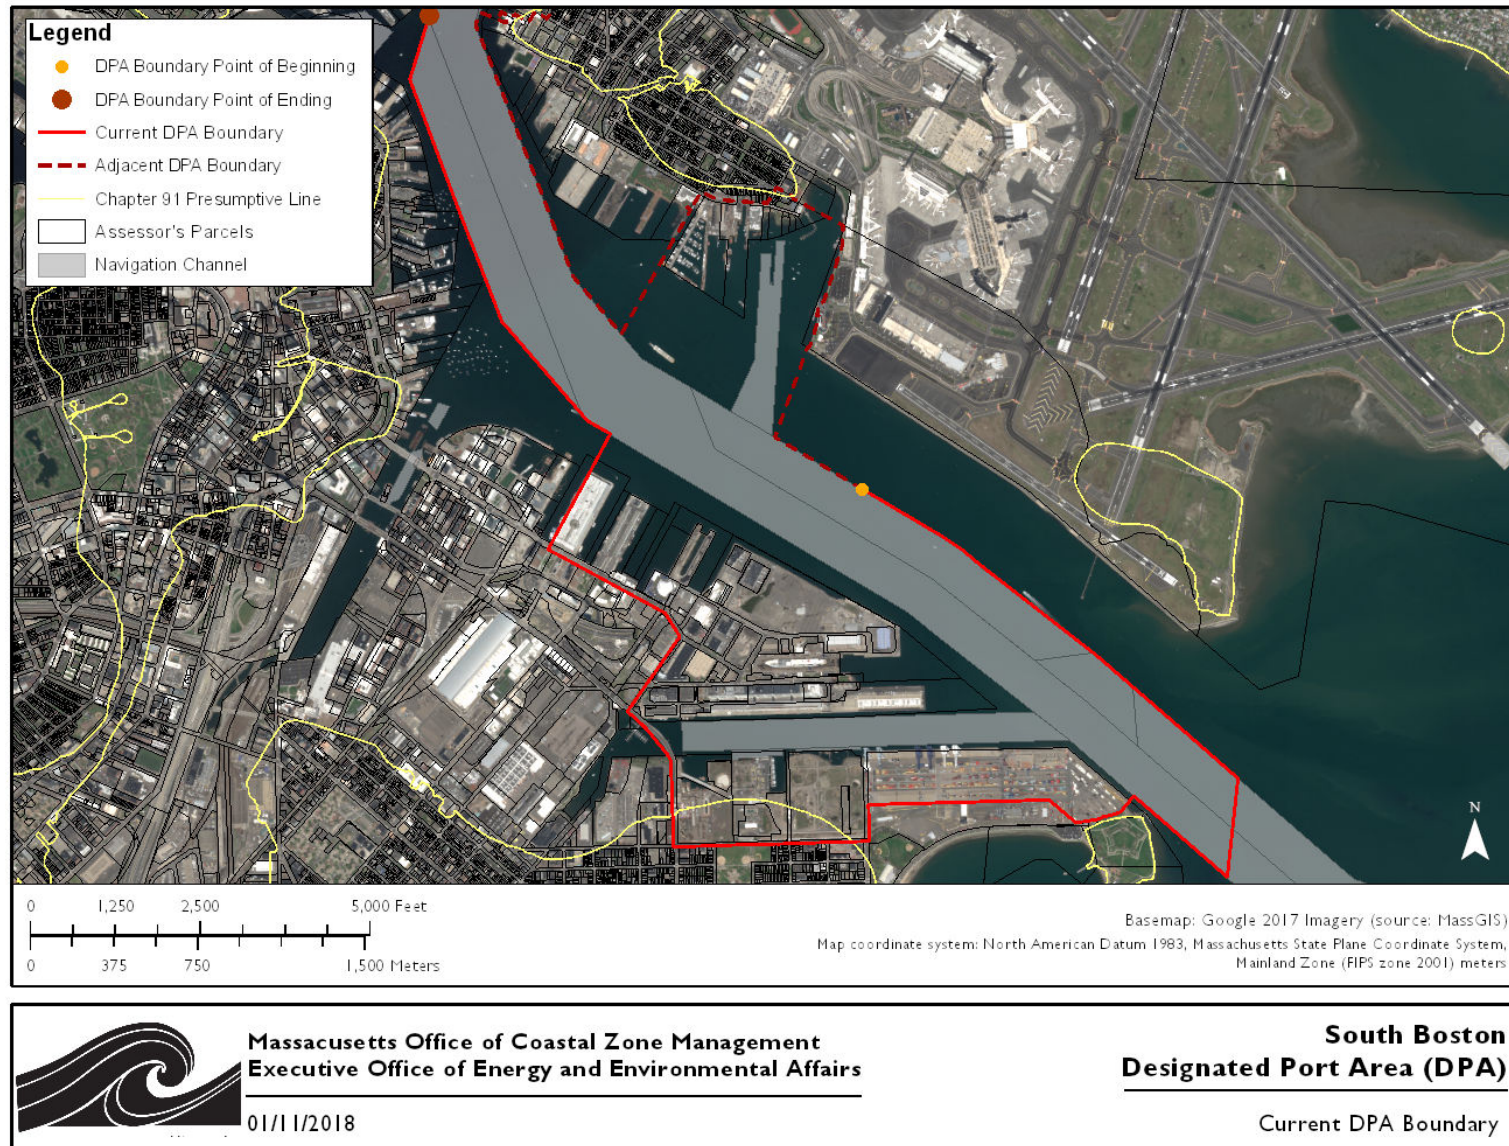 Legend
DPA Boundary Point of Beginning
DPA Boundary Point of Ending
Current DPA Boundary
Adjacent DPA Boundary
Chapter 91 Presumptive Line
Assessor's Parcels
Navigation Channel
N
0 1,250 2,500 5,000 Feet
0 375 750 1,500 Meters
Basemap: Google 2017 Imagery (source: MassGIS)
Map coordinate system: North American Datum 1983, Massachusetts State Plane Coordinate System,
Mainland Zone (FIPS zone 2001) meters
Massacusetts Office of Coastal Zone Management
Executive Office of Energy and Environmental Affairs
01/11/2018
South Boston
Designated Port Area (DPA)
Current DPA Boundary